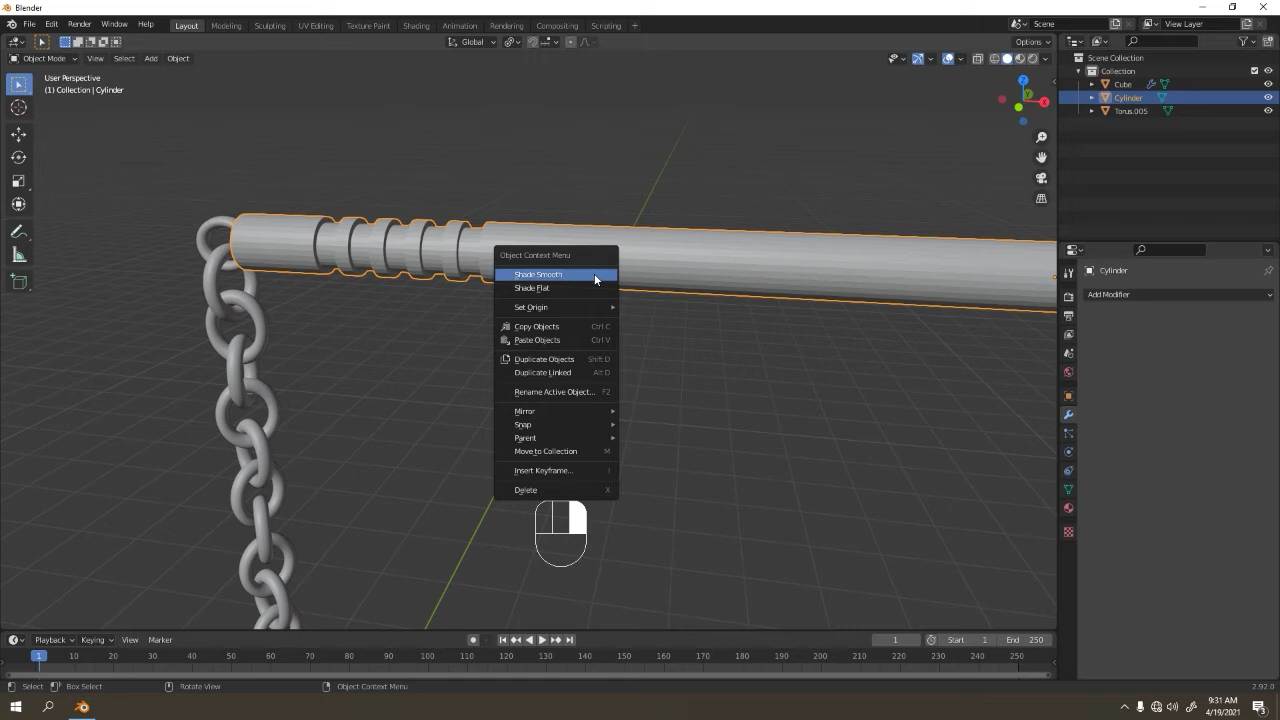 Blender
File Edit Render Window Help
Layout Modeling Sculpting UV Editing Texture Paint Shading Animation Rendering Compositing Scripting +
Scene
View Layer
Global
Options
Object Mode View Select Add Object
User Perspective
(1) Collection | Cylinder
Z
Y
X
Scene Collection
Collection
Cube
Cylinder
Torus.005
Cylinder
Add Modifier
Object Context Menu
Shade Smooth
Shade Flat
Set Origin
Copy Objects Ctrl C
Paste Objects Ctrl V
Duplicate Objects Shift D
Duplicate Linked Alt D
Rename Active Object... F2
Mirror
Snap
Parent
Move to Collection M
Insert Keyframe... I
Delete X
Playback Keying View Marker
1 Start 1 End 250
1 10 20 30 40 50 60 70 80 90 100 110 120 130 140 150 160 170 180 190 200 210 220 230 240 250
Select Box Select Rotate View Object Context Menu 2.92.0
9:31 AM
4/19/2021
3